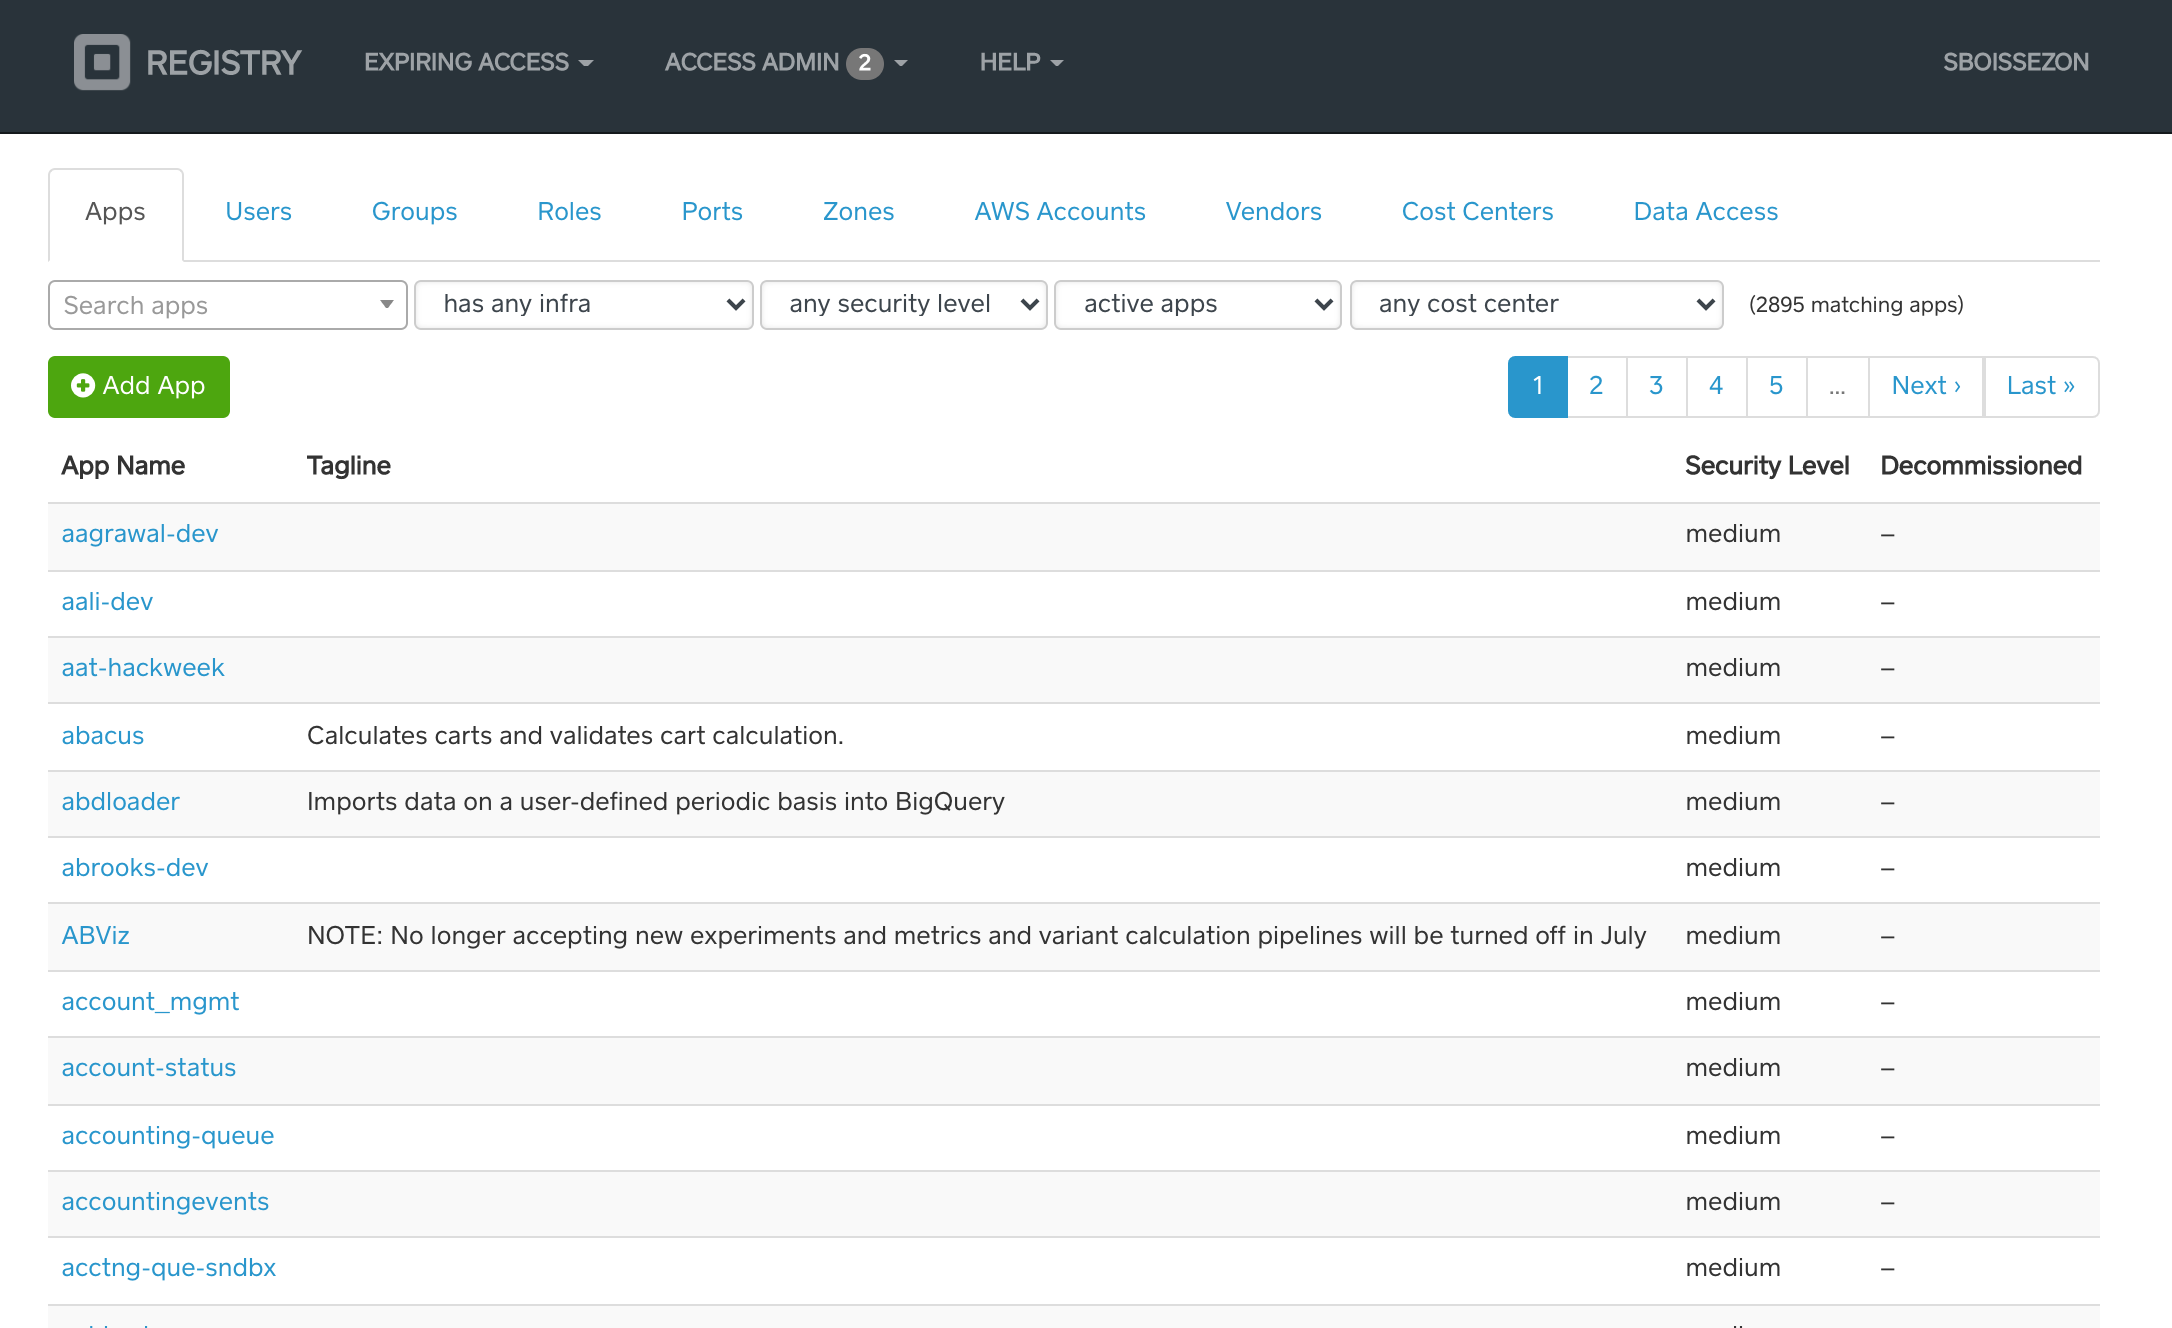 REGISTRY EXPIRING ACCESS ACCESS ADMIN 2 HELP SBOISSEZON
Apps Users Groups Roles Ports Zones AWS Accounts Vendors Cost Centers Data Access
Search apps has any infra any security level active apps any cost center (2895 matching apps)
Add App 1 2 3 4 5 ... Next › Last »
App Name Tagline Security Level Decommissioned
aagrawal-dev medium –
aali-dev medium –
aat-hackweek medium –
abacus Calculates carts and validates cart calculation. medium –
abdloader Imports data on a user-defined periodic basis into BigQuery medium –
abrooks-dev medium –
ABViz NOTE: No longer accepting new experiments and metrics and variant calculation pipelines will be turned off in July medium –
account_mgmt medium –
account-status medium –
accounting-queue medium –
accountingevents medium –
acctng-que-sndbx medium –